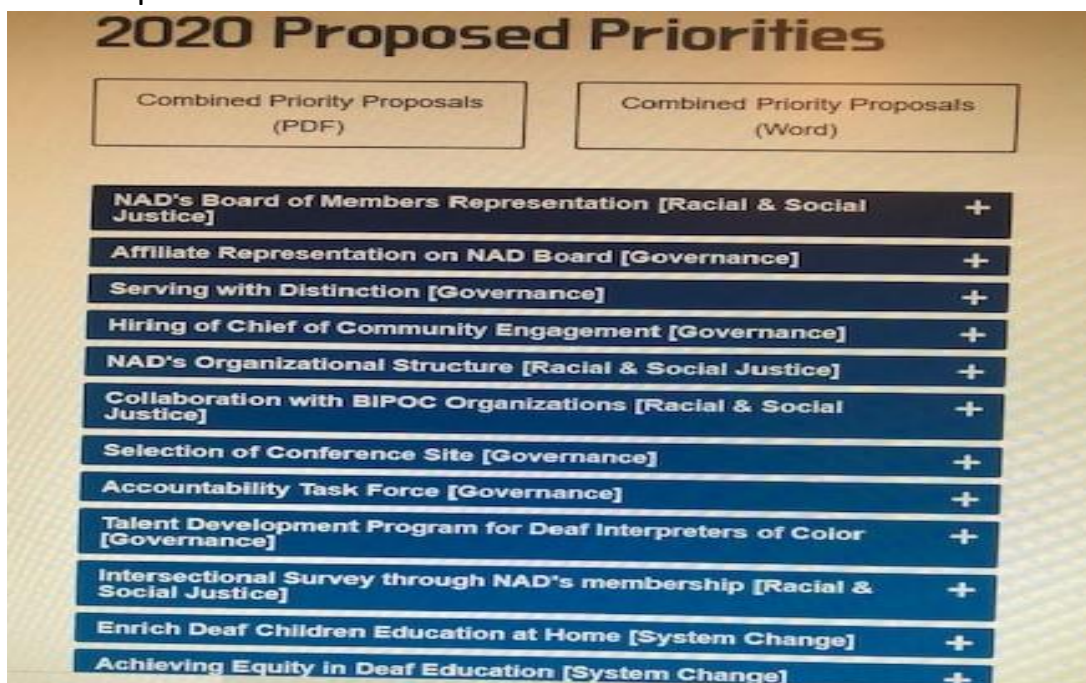 2020 Proposed Priorities
Combined Priority Proposals
(PDF)
Combined Priority Proposals
(Word)
NAD's Board of Members Representation [Racial & Social
Justice]
+
Affiliate Representation on NAD Board [Governance]
+
Serving with Distinction [Governance]
+
Hiring of Chief of Community Engagement [Governance]
+
NAD's Organizational Structure [Racial & Social Justice]
+
Collaboration with BIPOC Organizations [Racial & Social
Justice]
+
Selection of Conference Site [Governance]
+
Accountability Task Force [Governance]
+
Talent Development Program for Deaf Interpreters of Color
[Governance]
+
Intersectional Survey through NAD's membership [Racial &
Social Justice]
+
Enrich Deaf Children Education at Home [System Change]
+
Achieving Equity in Deaf Education [System Change]
+